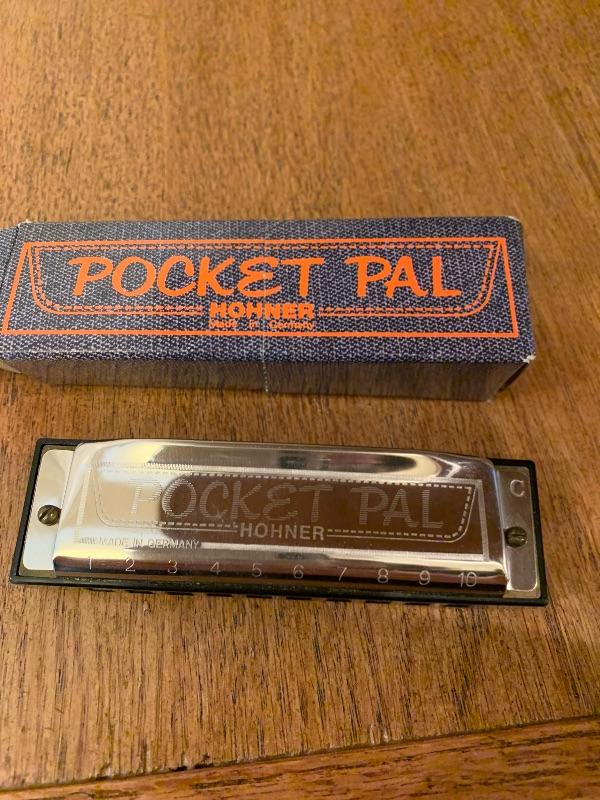 POCKET PAL
HOHNER
Made in Germany
C
POCKET PAL
HOHNER
MADE IN GERMANY
1 2 3 4 5 6 7 8 9 10